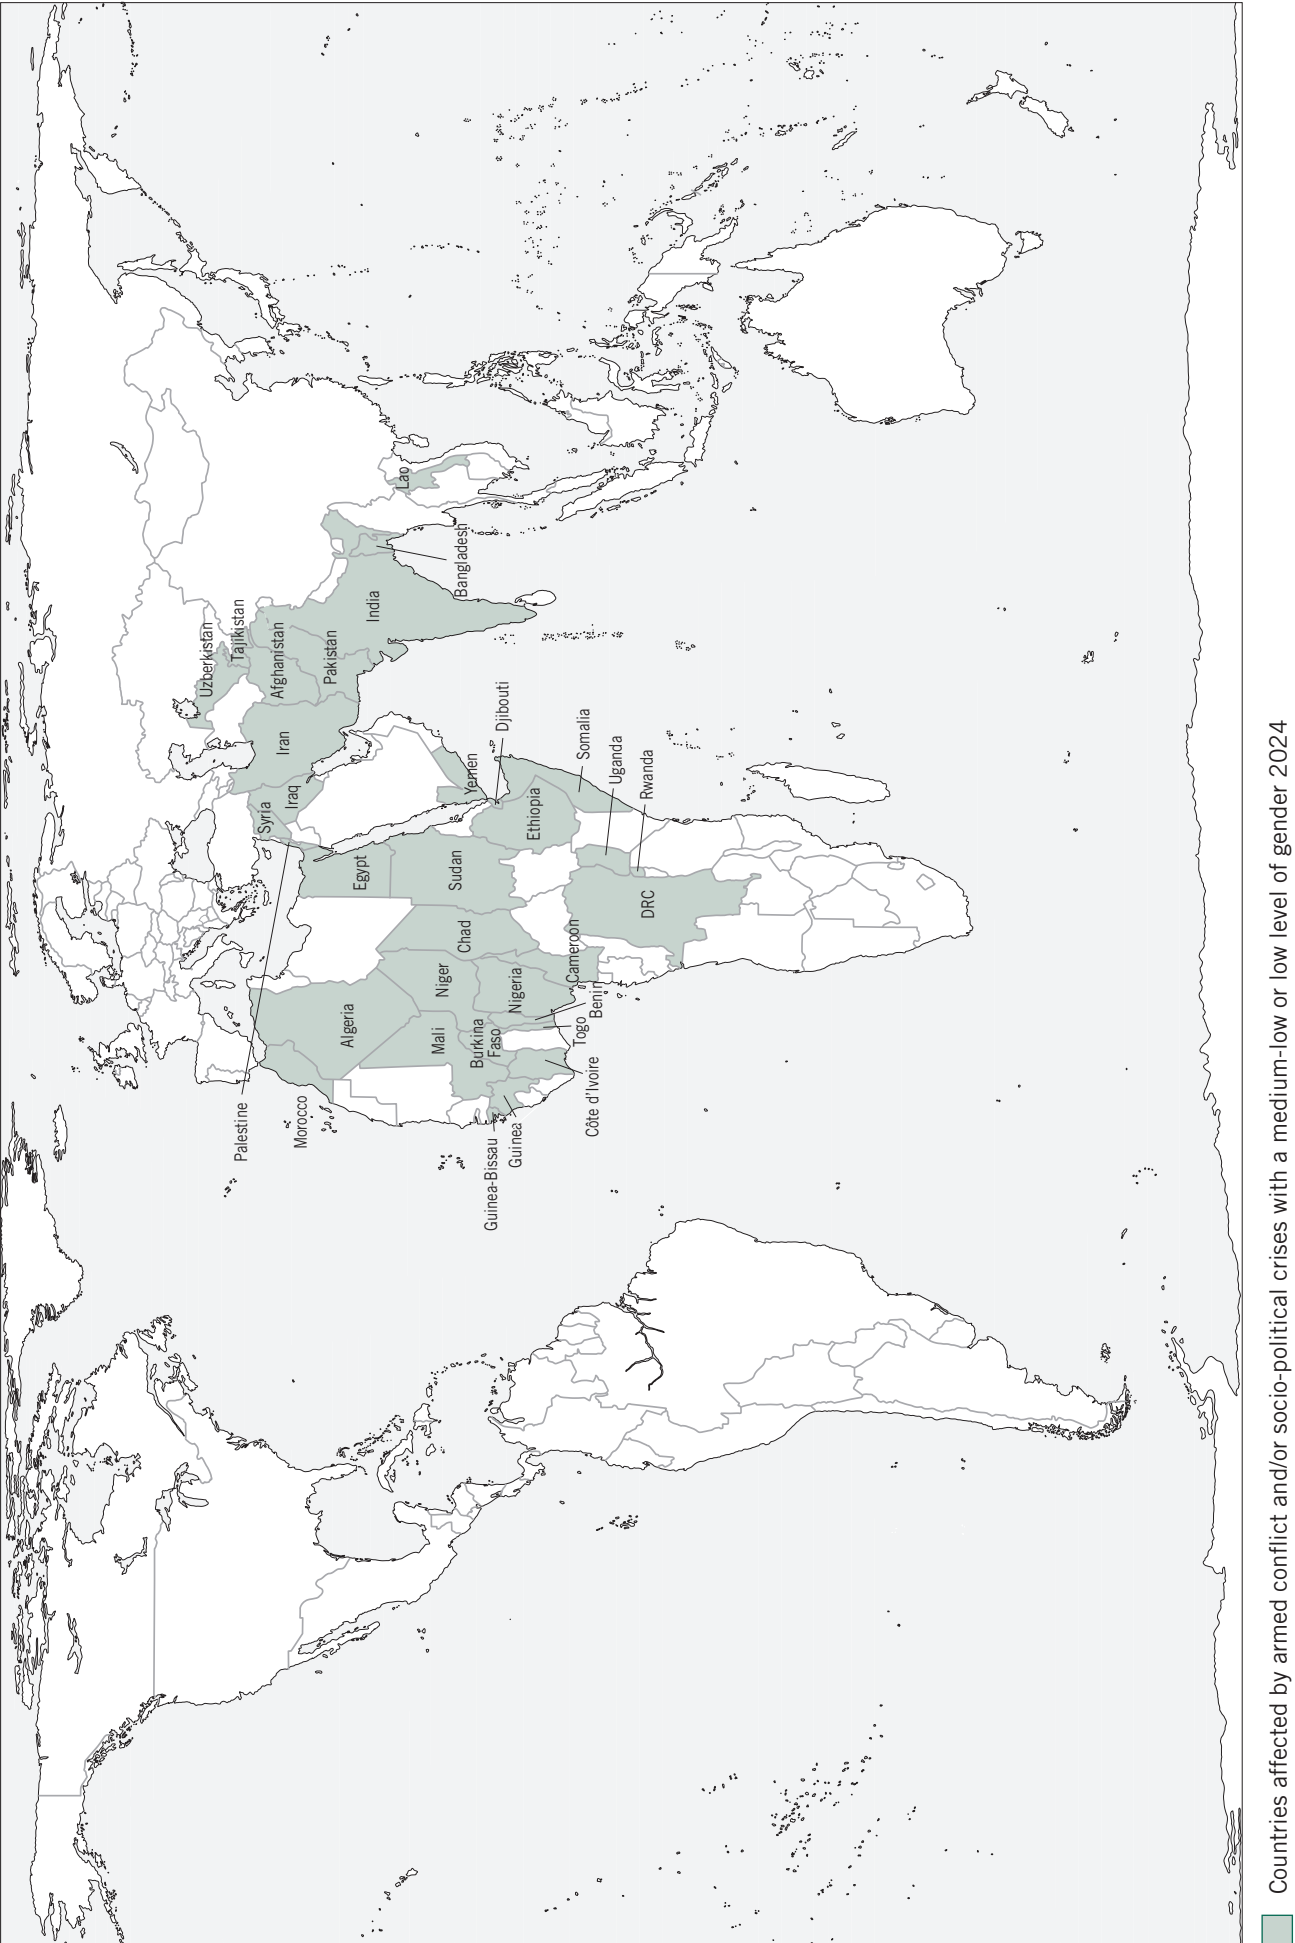 Uzberkistan
Tajikistan
Lao
Syria
Iraq
Iran
Afghanistan
Pakistan
India
Bangladesh
Palestine
Morocco
Algeria
Egypt
Mali
Niger
Chad
Sudan
Yemen
Djibouti
Burkina
Faso
Nigeria
Ethiopia
Somalia
Guinea-Bissau
Guinea
Côte d'Ivoire
Togo
Benin
Cameroon
DRC
Uganda
Rwanda
Countries affected by armed conflict and/or socio-political crises with a medium-low or low level of gender 2024